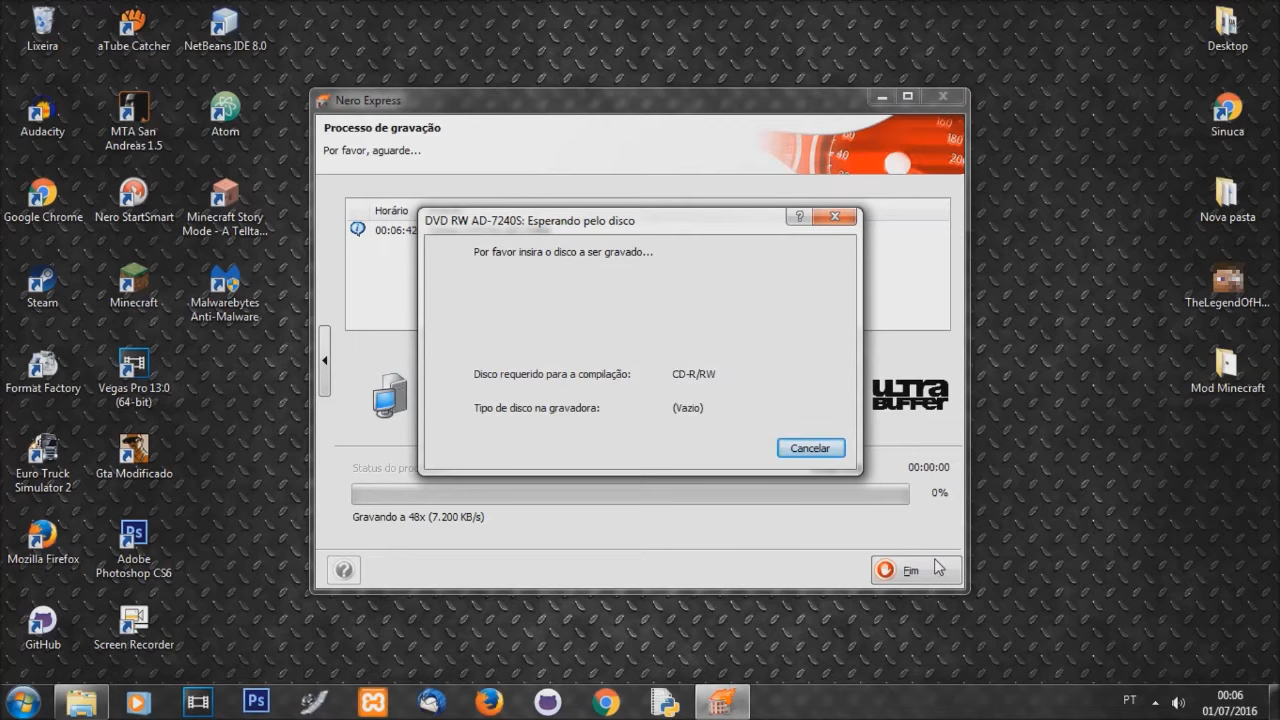 Lixeira
aTube Catcher
NetBeans IDE 8.0
Desktop
Audacity
MTA San
Andreas 1.5
Atom
Sinuca
Google Chrome
Nero StartSmart
Minecraft Story
Mode - A Tellta...
Nova pasta
Steam
Minecraft
Malwarebytes
Anti-Malware
TheLegendOfH...
Format Factory
Vegas Pro 13.0
(64-bit)
Mod Minecraft
Euro Truck
Simulator 2
Gta Modificado
Mozilla Firefox
Adobe
Photoshop CS6
GitHub
Screen Recorder
Nero Express
Processo de gravação
Por favor, aguarde...
160
180
60
40
Horário
00:06:42
DVD RW AD-7240S: Esperando pelo disco
Por favor insira o disco a ser gravado...
Disco requerido para a compilação: CD-R/RW
Tipo de disco na gravadora: (Vazio)
Cancelar
ULTRA
BUFFER
Status do pro
00:00:00
0%
Gravando a 48x (7.200 KB/s)
Fim
Ps
PT
00:06
01/07/2016